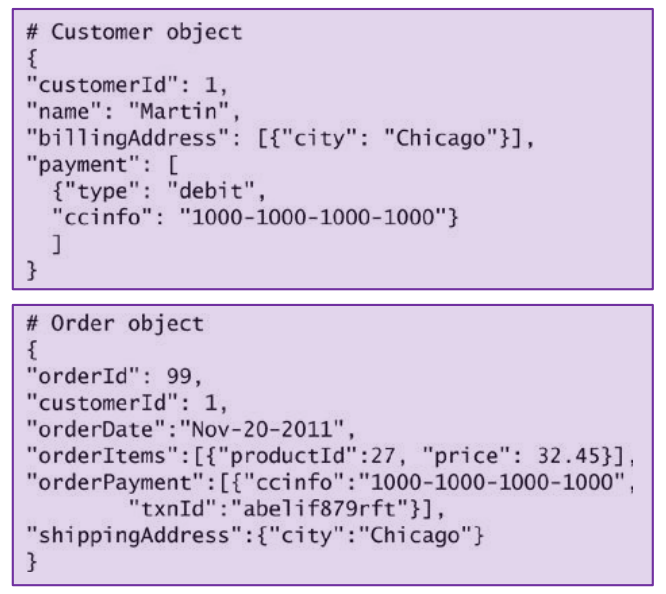 # Customer object
{
"customerId": 1,
"name": "Martin",
"billingAddress": [{"city": "Chicago"}],
"payment": [
  {"type": "debit",
  "ccinfo": "1000-1000-1000-1000"}
  ]
}
# Order object
{
"orderId": 99,
"customerId": 1,
"orderDate":"Nov-20-2011",
"orderItems":[{"productId":27, "price": 32.45}],
"orderPayment":[{"ccinfo":"1000-1000-1000-1000",
        "txnId":"abelif879rft"}],
"shippingAddress":{"city":"Chicago"}
}